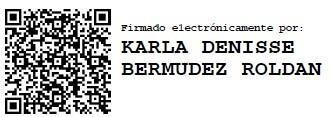 Firmado electrónicamente por:
KARLA DENISSE
BERMUDEZ ROLDAN